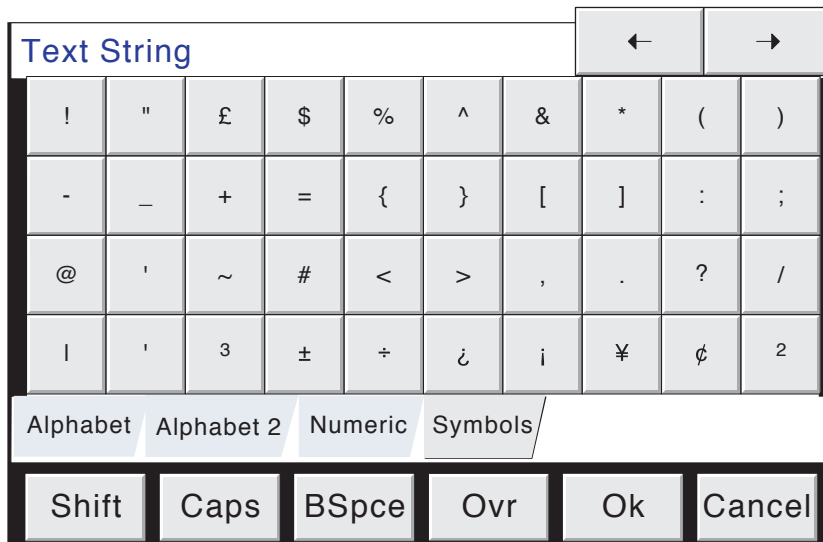 Text String ← →
! " £ $ % ^ & * ( )
- _ + = { } [ ] : ;
@ ' ~ # < > , . ? /
| ' ³ ± ÷ ¿ ¡ ¥ ¢ ²
Alphabet Alphabet 2 Numeric Symbols
Shift Caps BSpce Ovr Ok Cancel